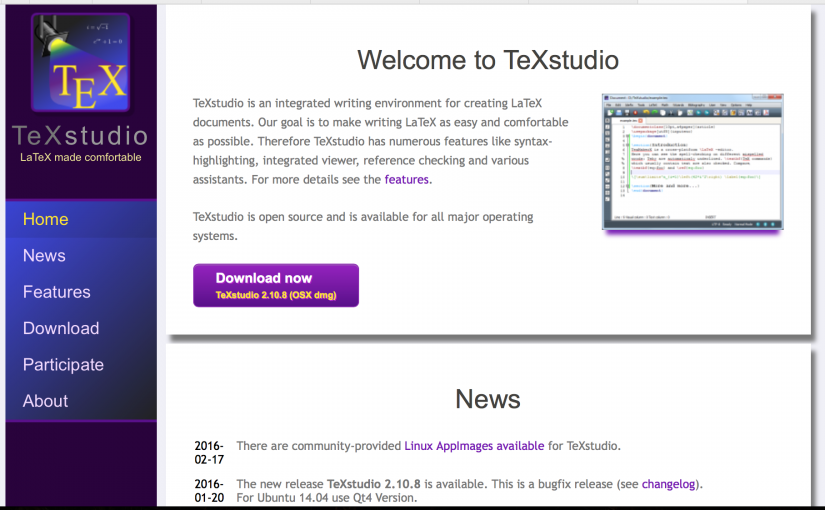 TEX
TeXstudio
LaTeX made comfortable
Home
News
Features
Download
Participate
About
Welcome to TeXstudio
TeXstudio is an integrated writing environment for creating LaTeX
documents. Our goal is to make writing LaTeX as easy and comfortable
as possible. Therefore TeXstudio has numerous features like syntax-
highlighting, integrated viewer, reference checking and various
assistants. For more details see the features.
TeXstudio is open source and is available for all major operating
systems.
Download now
TeXstudio 2.10.8 (OSX dmg)
News
2016-
02-17
There are community-provided Linux AppImages available for TeXstudio.
2016-
01-20
The new release TeXstudio 2.10.8 is available. This is a bugfix release (see changelog).
For Ubuntu 14.04 use Qt4 Version.